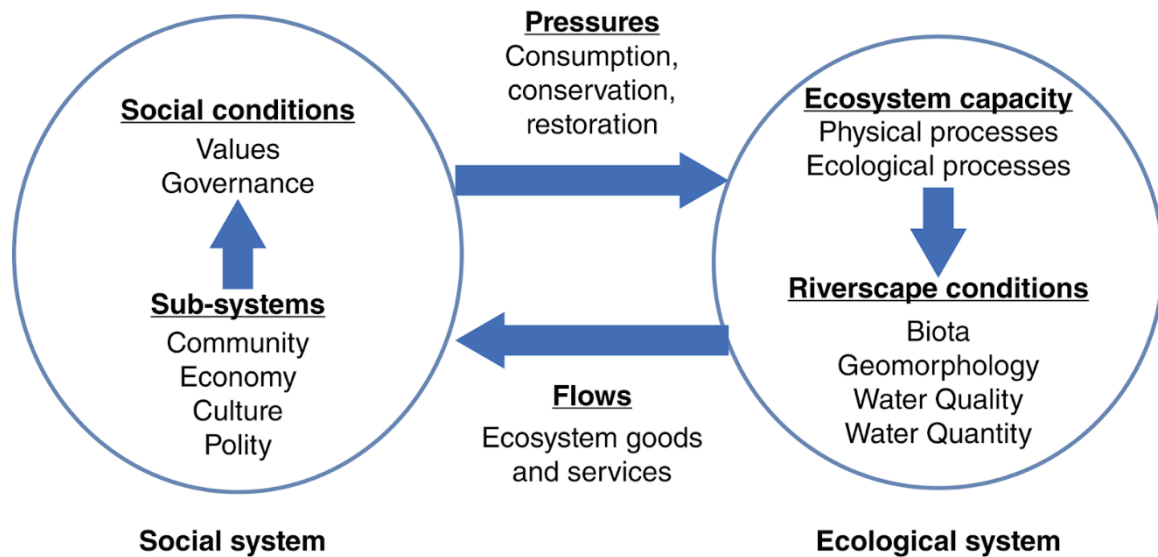 Pressures
Consumption,
conservation,
restoration
Social conditions
Values
Governance
Sub-systems
Community
Economy
Culture
Polity
Ecosystem capacity
Physical processes
Ecological processes
Riverscape conditions
Biota
Geomorphology
Water Quality
Water Quantity
Flows
Ecosystem goods
and services
Social system
Ecological system